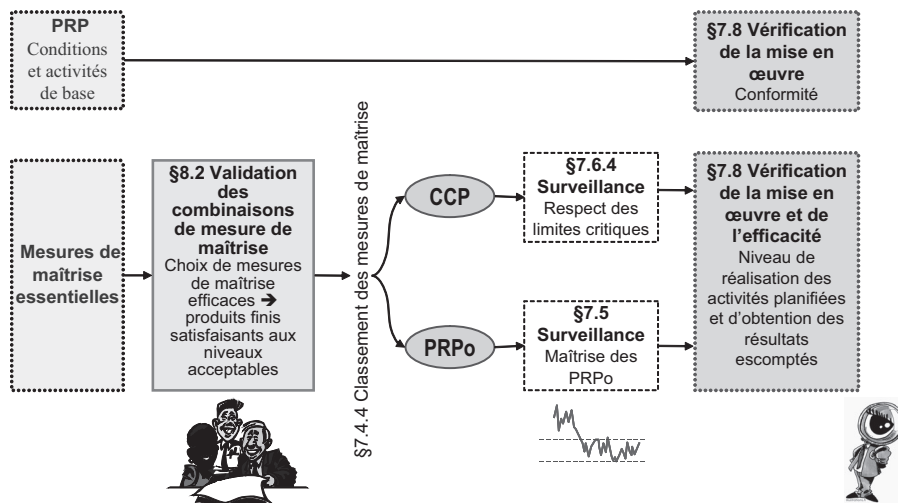 PRP
Conditions
et activités
de base
§7.8 Vérification
de la mise en
œuvre
Conformité
Mesures de
maîtrise
essentielles
§8.2 Validation
des
combinaisons
de mesure de
maîtrise
Choix de mesures
de maîtrise
efficaces ➔
produits finis
satisfaisants aux
niveaux
acceptables
§7.4.4 Classement des mesures de maîtrise
CCP
§7.6.4
Surveillance
Respect des
limites critiques
PRPo
§7.5
Surveillance
Maîtrise des
PRPo
§7.8 Vérification
de la mise en
œuvre et de
l'efficacité
Niveau de
réalisation des
activités planifiées
et d'obtention des
résultats
escomptés